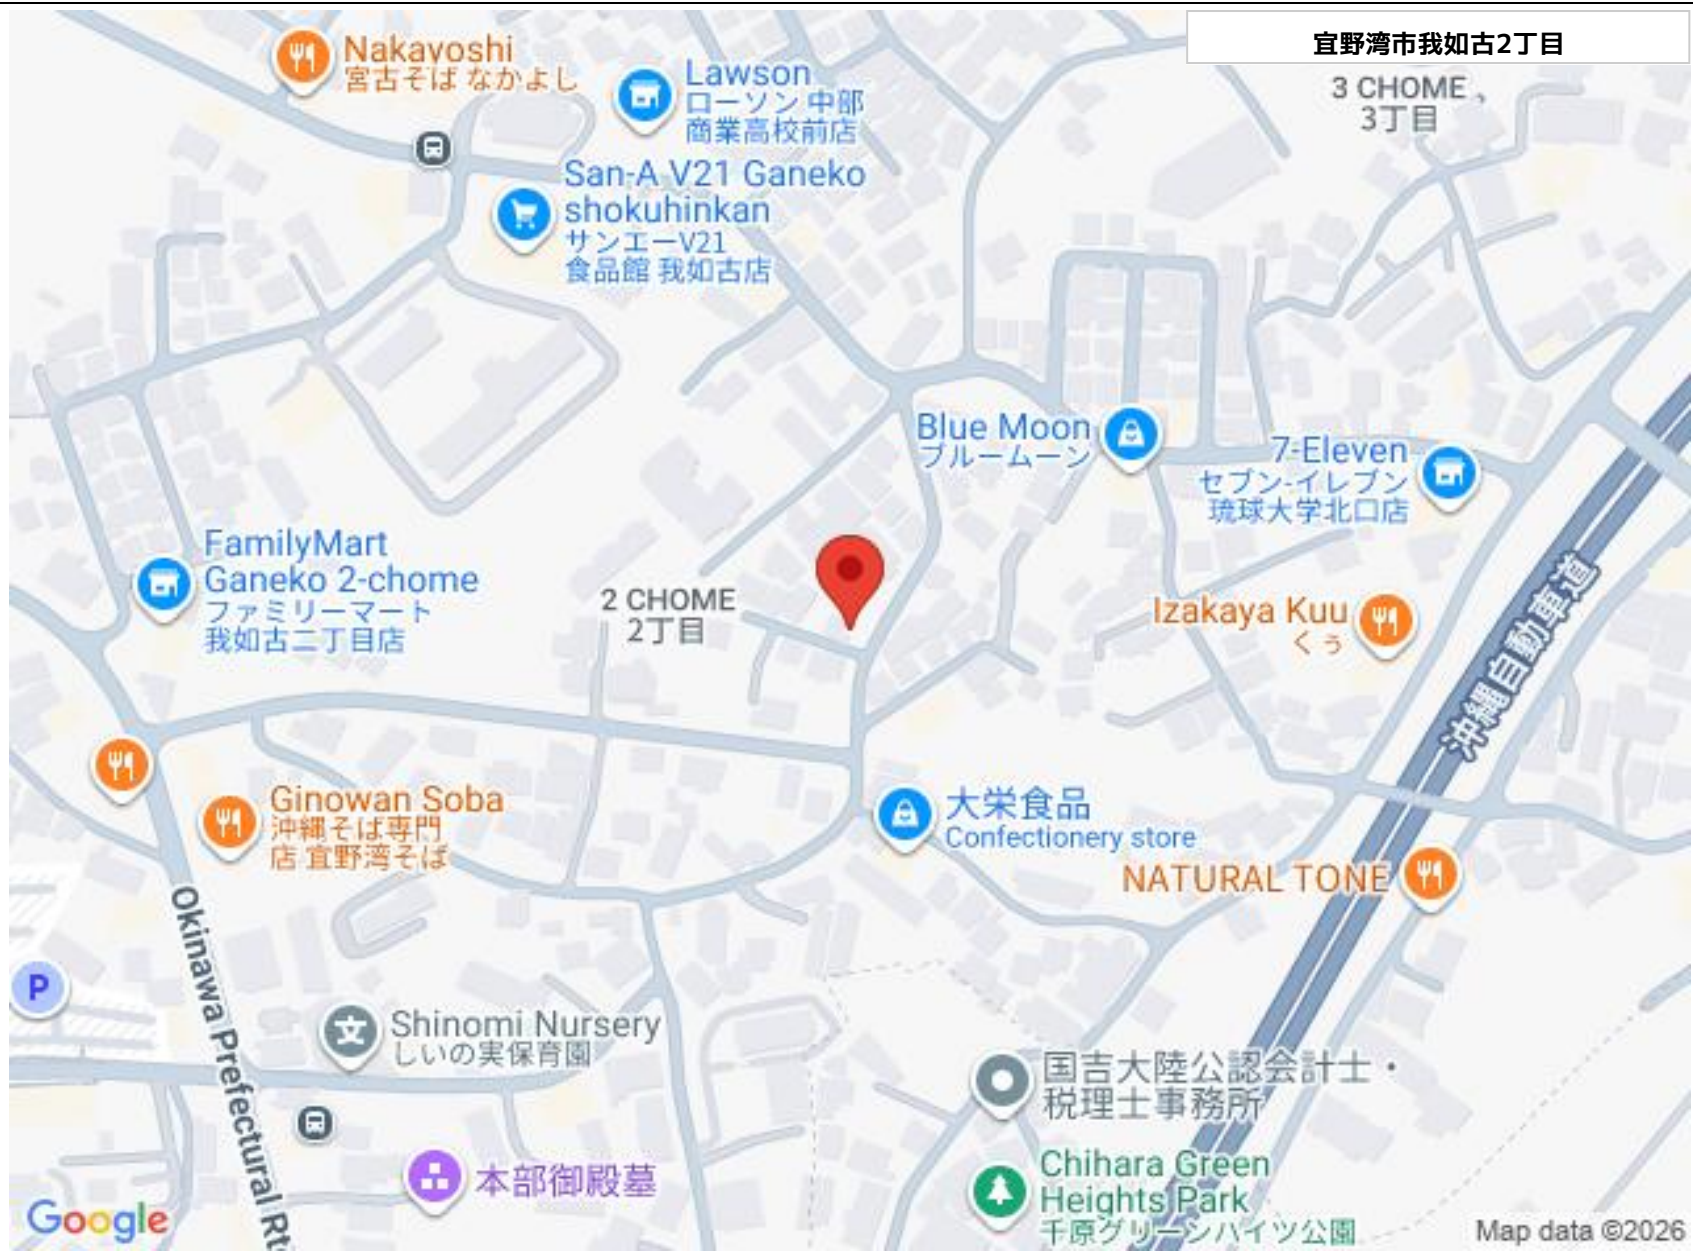 宜野湾市我如古2丁目
Nakayoshi
宮古そば なかよし
Lawson
ローソン 中部
商業高校前店
3 CHOME 、
3丁目
San-A V21 Ganeko
shokuhinkan
サンエーV21
食品館 我如古店
Blue Moon
ブルームーン
7-Eleven
セブン-イレブン
琉球大学北口店
FamilyMart
Ganeko 2-chome
ファミリーマート
我如古二丁目店
2 CHOME
2丁目
Izakaya Kuu
くぅ
沖縄自動車道
Ginowan Soba
沖縄そば専門
店 宜野湾そば
大栄食品
Confectionery store
NATURAL TONE
Okinawa Prefectural Rte
P
Shinomi Nursery
しいの実保育園
国吉大陸公認会計士・
税理士事務所
本部御殿墓
Chihara Green
Heights Park
千原グリーンハイツ公園
Google
Map data ©2026